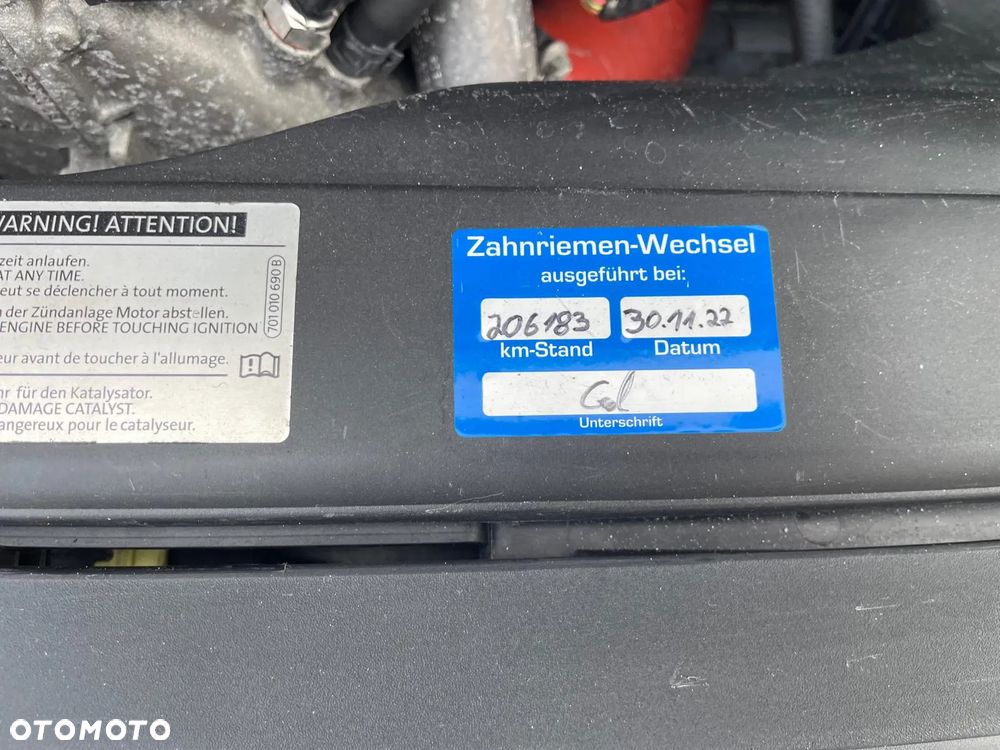 WARNING! ATTENTION!
zeit anlaufen.
AT ANY TIME.
eut se déclencher à tout moment.
der Zündanlage Motor abstellen.
ENGINE BEFORE TOUCHING IGNITION
eur avant de toucher à l'allumage.
hr für den Katalysator.
DAMAGE CATALYST.
angereux pour le catalyseur.
701 010 690 B
Zahnriemen-Wechsel
ausgeführt bei:
206183 30.11.22
km-Stand Datum
Unterschrift
OTOMOTO